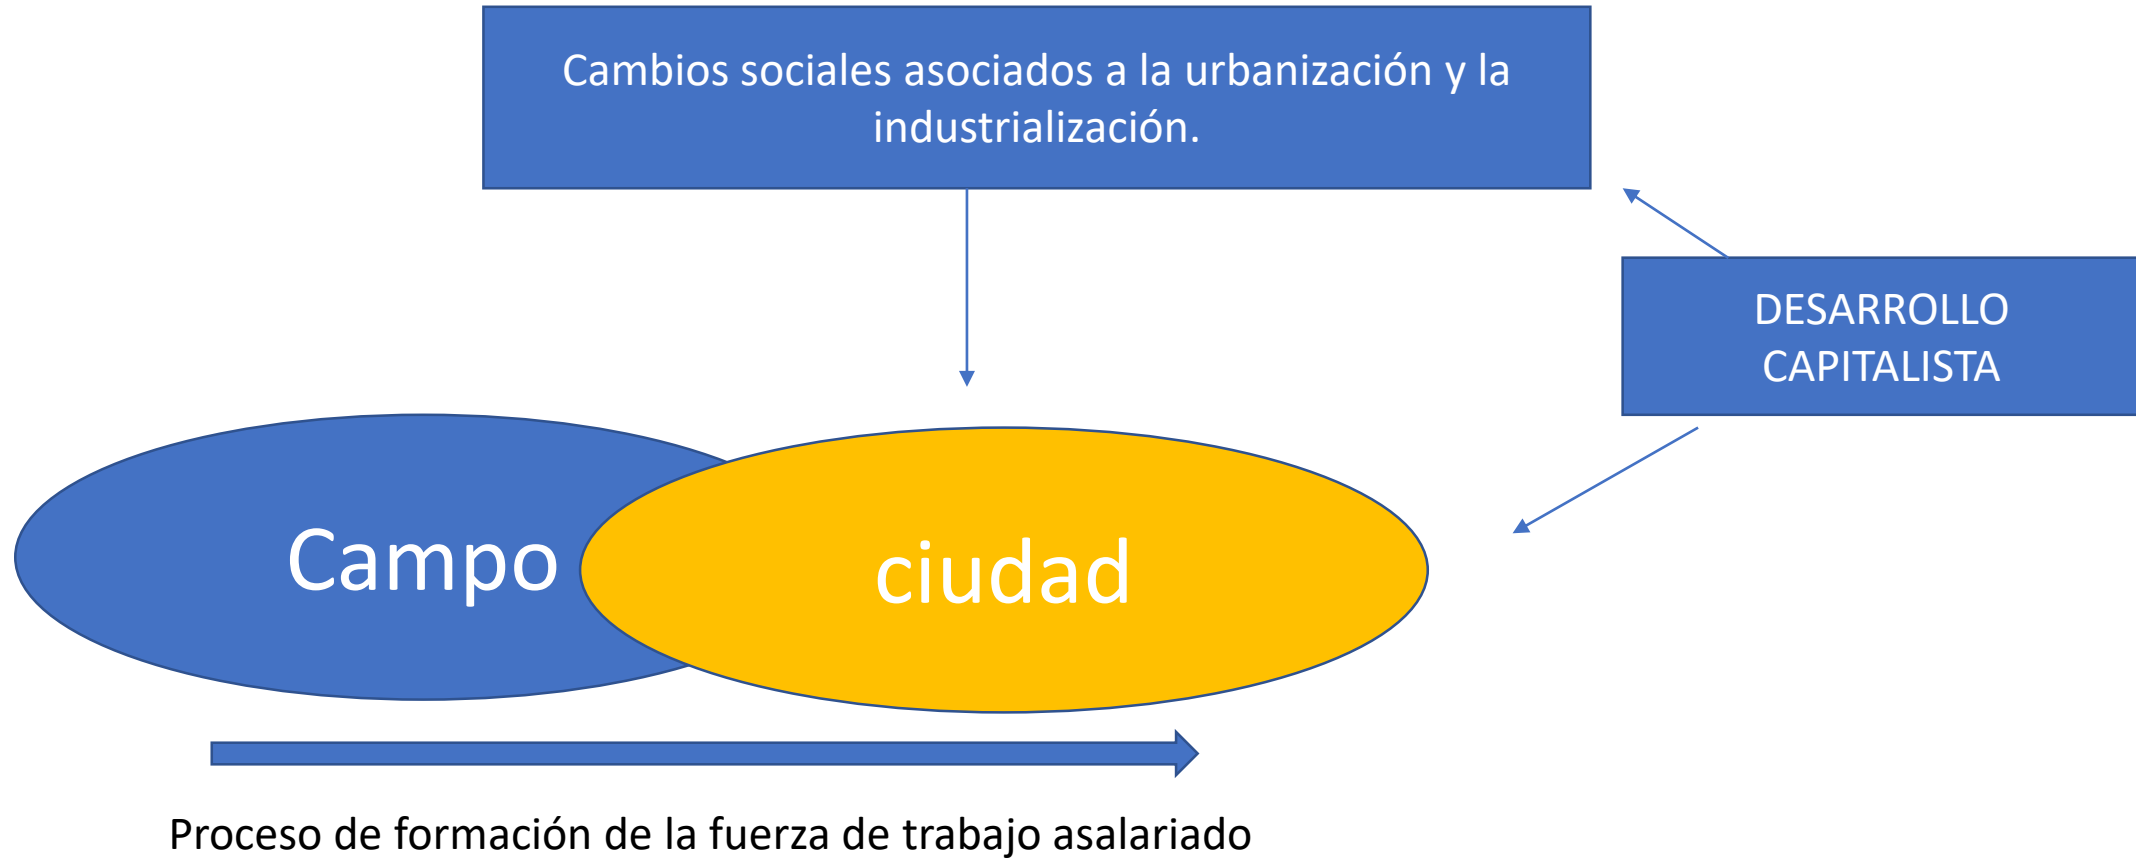 Cambios sociales asociados a la urbanización y la
industrialización.
DESARROLLO
CAPITALISTA
Campo
ciudad
Proceso de formación de la fuerza de trabajo asalariado